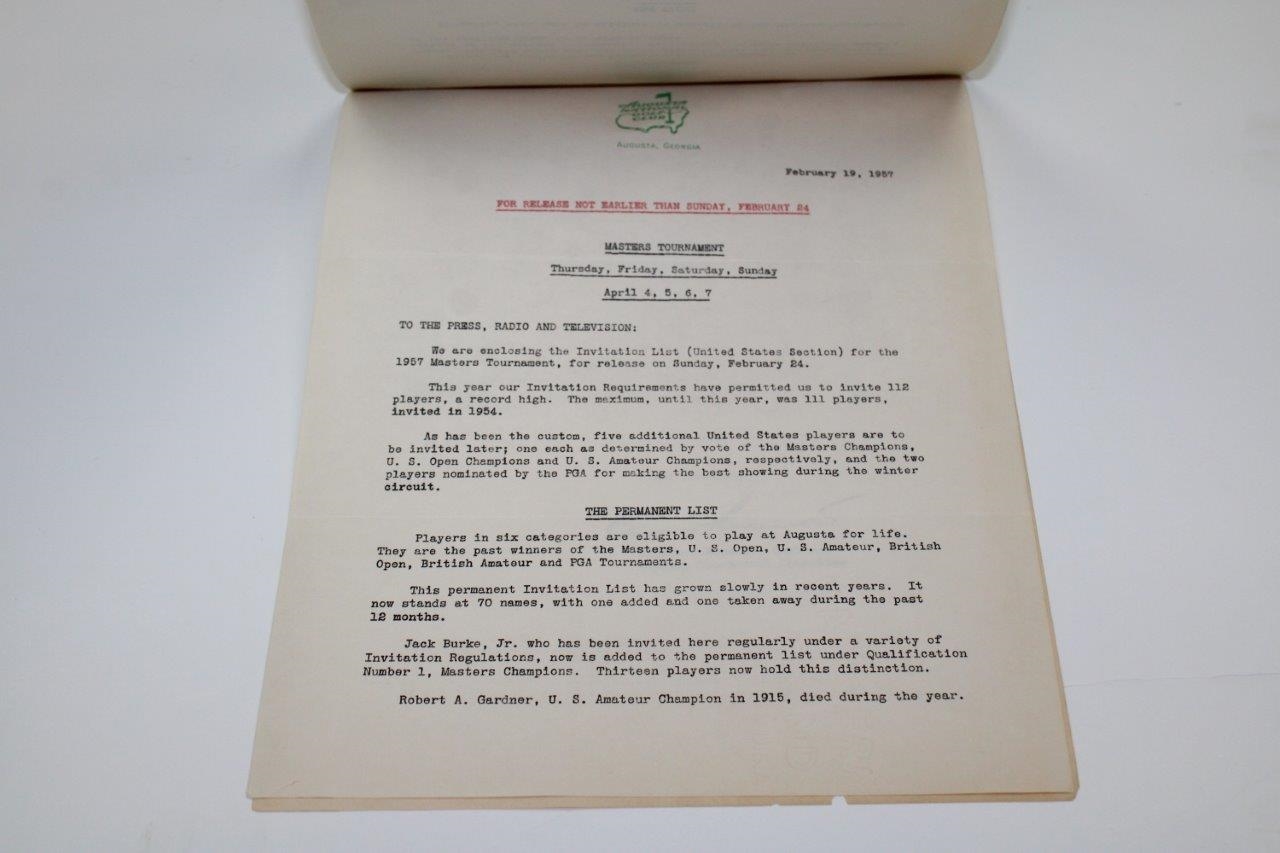 AUGUSTA
NATIONAL
GOLF
CLUB
AUGUSTA, GEORGIA
February 19, 1957
FOR RELEASE NOT EARLIER THAN SUNDAY, FEBRUARY 24
MASTERS TOURNAMENT
Thursday, Friday, Saturday, Sunday
April 4, 5, 6, 7
TO THE PRESS, RADIO AND TELEVISION:
We are enclosing the Invitation List (United States Section) for the
1957 Masters Tournament, for release on Sunday, February 24.
This year our Invitation Requirements have permitted us to invite 112
players, a record high. The maximum, until this year, was 111 players,
invited in 1954.
As has been the custom, five additional United States players are to
be invited later; one each as determined by vote of the Masters Champions,
U. S. Open Champions and U. S. Amateur Champions, respectively, and the two
players nominated by the PGA for making the best showing during the winter
circuit.
THE PERMANENT LIST
Players in six categories are eligible to play at Augusta for life.
They are the past winners of the Masters, U. S. Open, U. S. Amateur, British
Open, British Amateur and PGA Tournaments.
This permanent Invitation List has grown slowly in recent years. It
now stands at 70 names, with one added and one taken away during the past
12 months.
Jack Burke, Jr. who has been invited here regularly under a variety of
Invitation Regulations, now is added to the permanent list under Qualification
Number 1, Masters Champions. Thirteen players now hold this distinction.
Robert A. Gardner, U. S. Amateur Champion in 1915, died during the year.